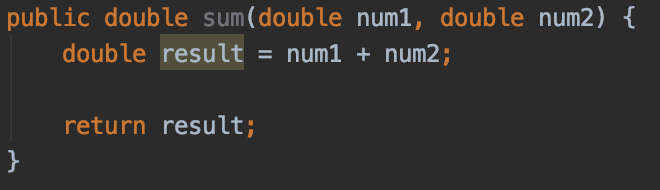 public double sum(double num1, double num2) {
    double result = num1 + num2;

    return result;
}